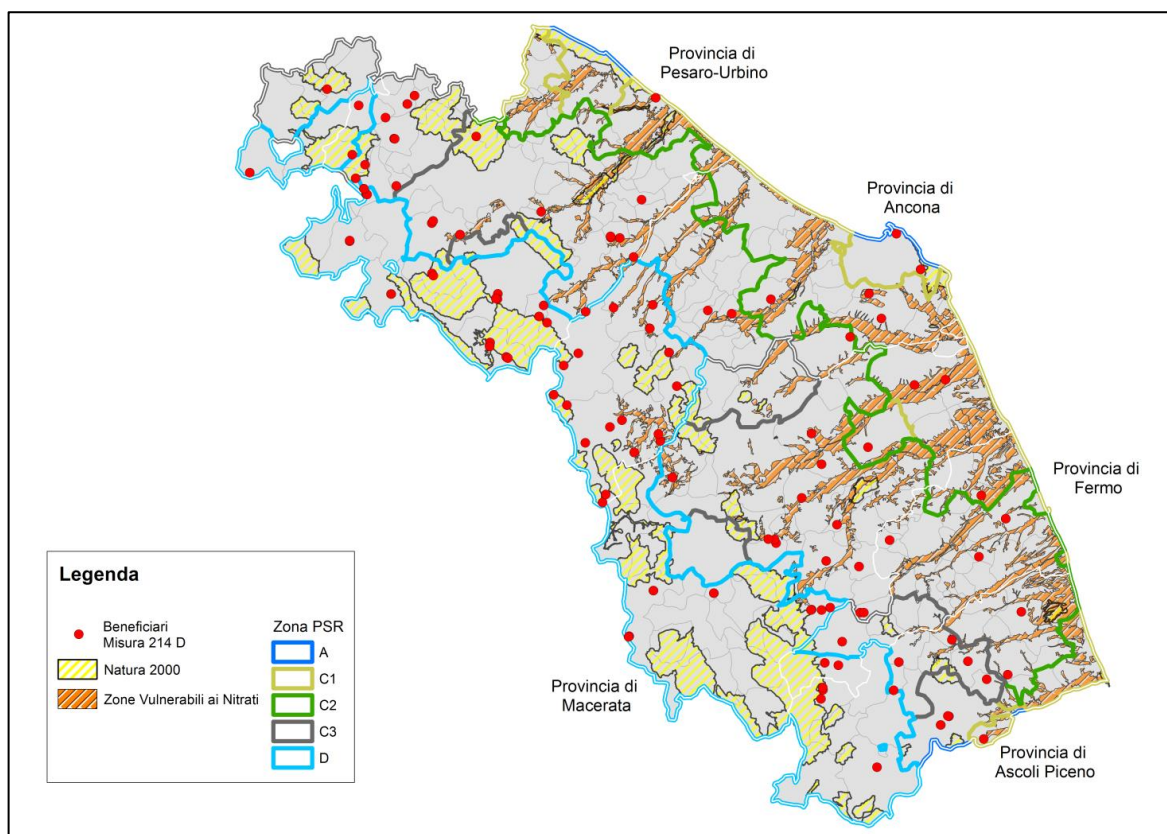 Provincia di
Pesaro-Urbino
Provincia di
Ancona
Provincia di
Fermo
Provincia di
Macerata
Provincia di
Ascoli Piceno
Legenda
Beneficiari
Misura 214 D
Natura 2000
Zone Vulnerabili ai Nitrati
Zona PSR
A
C1
C2
C3
D